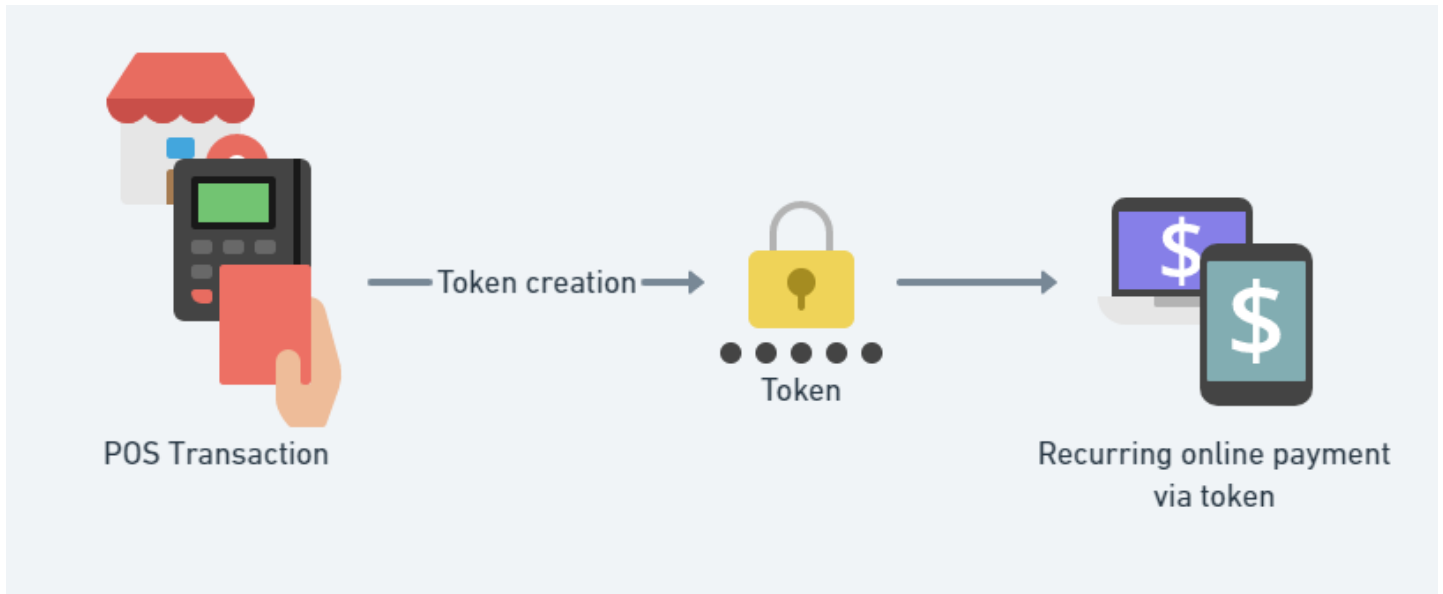 Token creation
Token
POS Transaction
Recurring online payment
via token
$
$